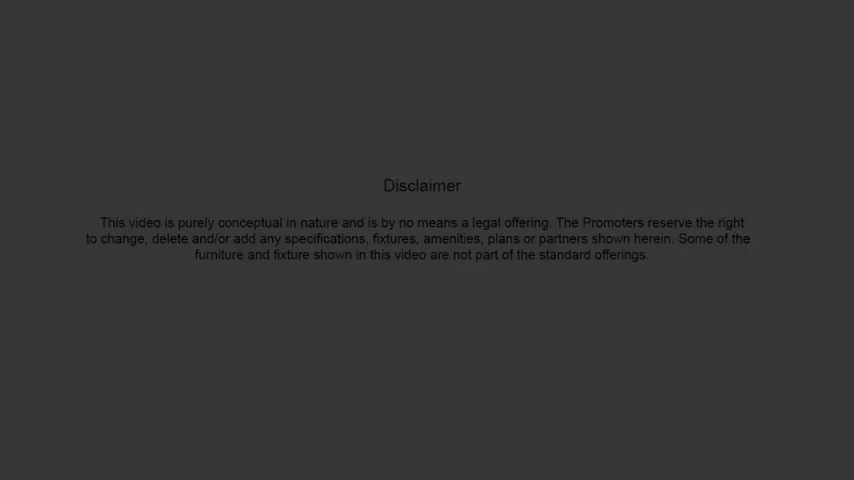 Disclaimer
This video is purely conceptual in nature and is by no means a legal offering. The Promoters reserve the right
to change, delete and/or add any specifications, fixtures, amenities, plans or partners shown herein. Some of the
furniture and fixture shown in this video are not part of the standard offerings.